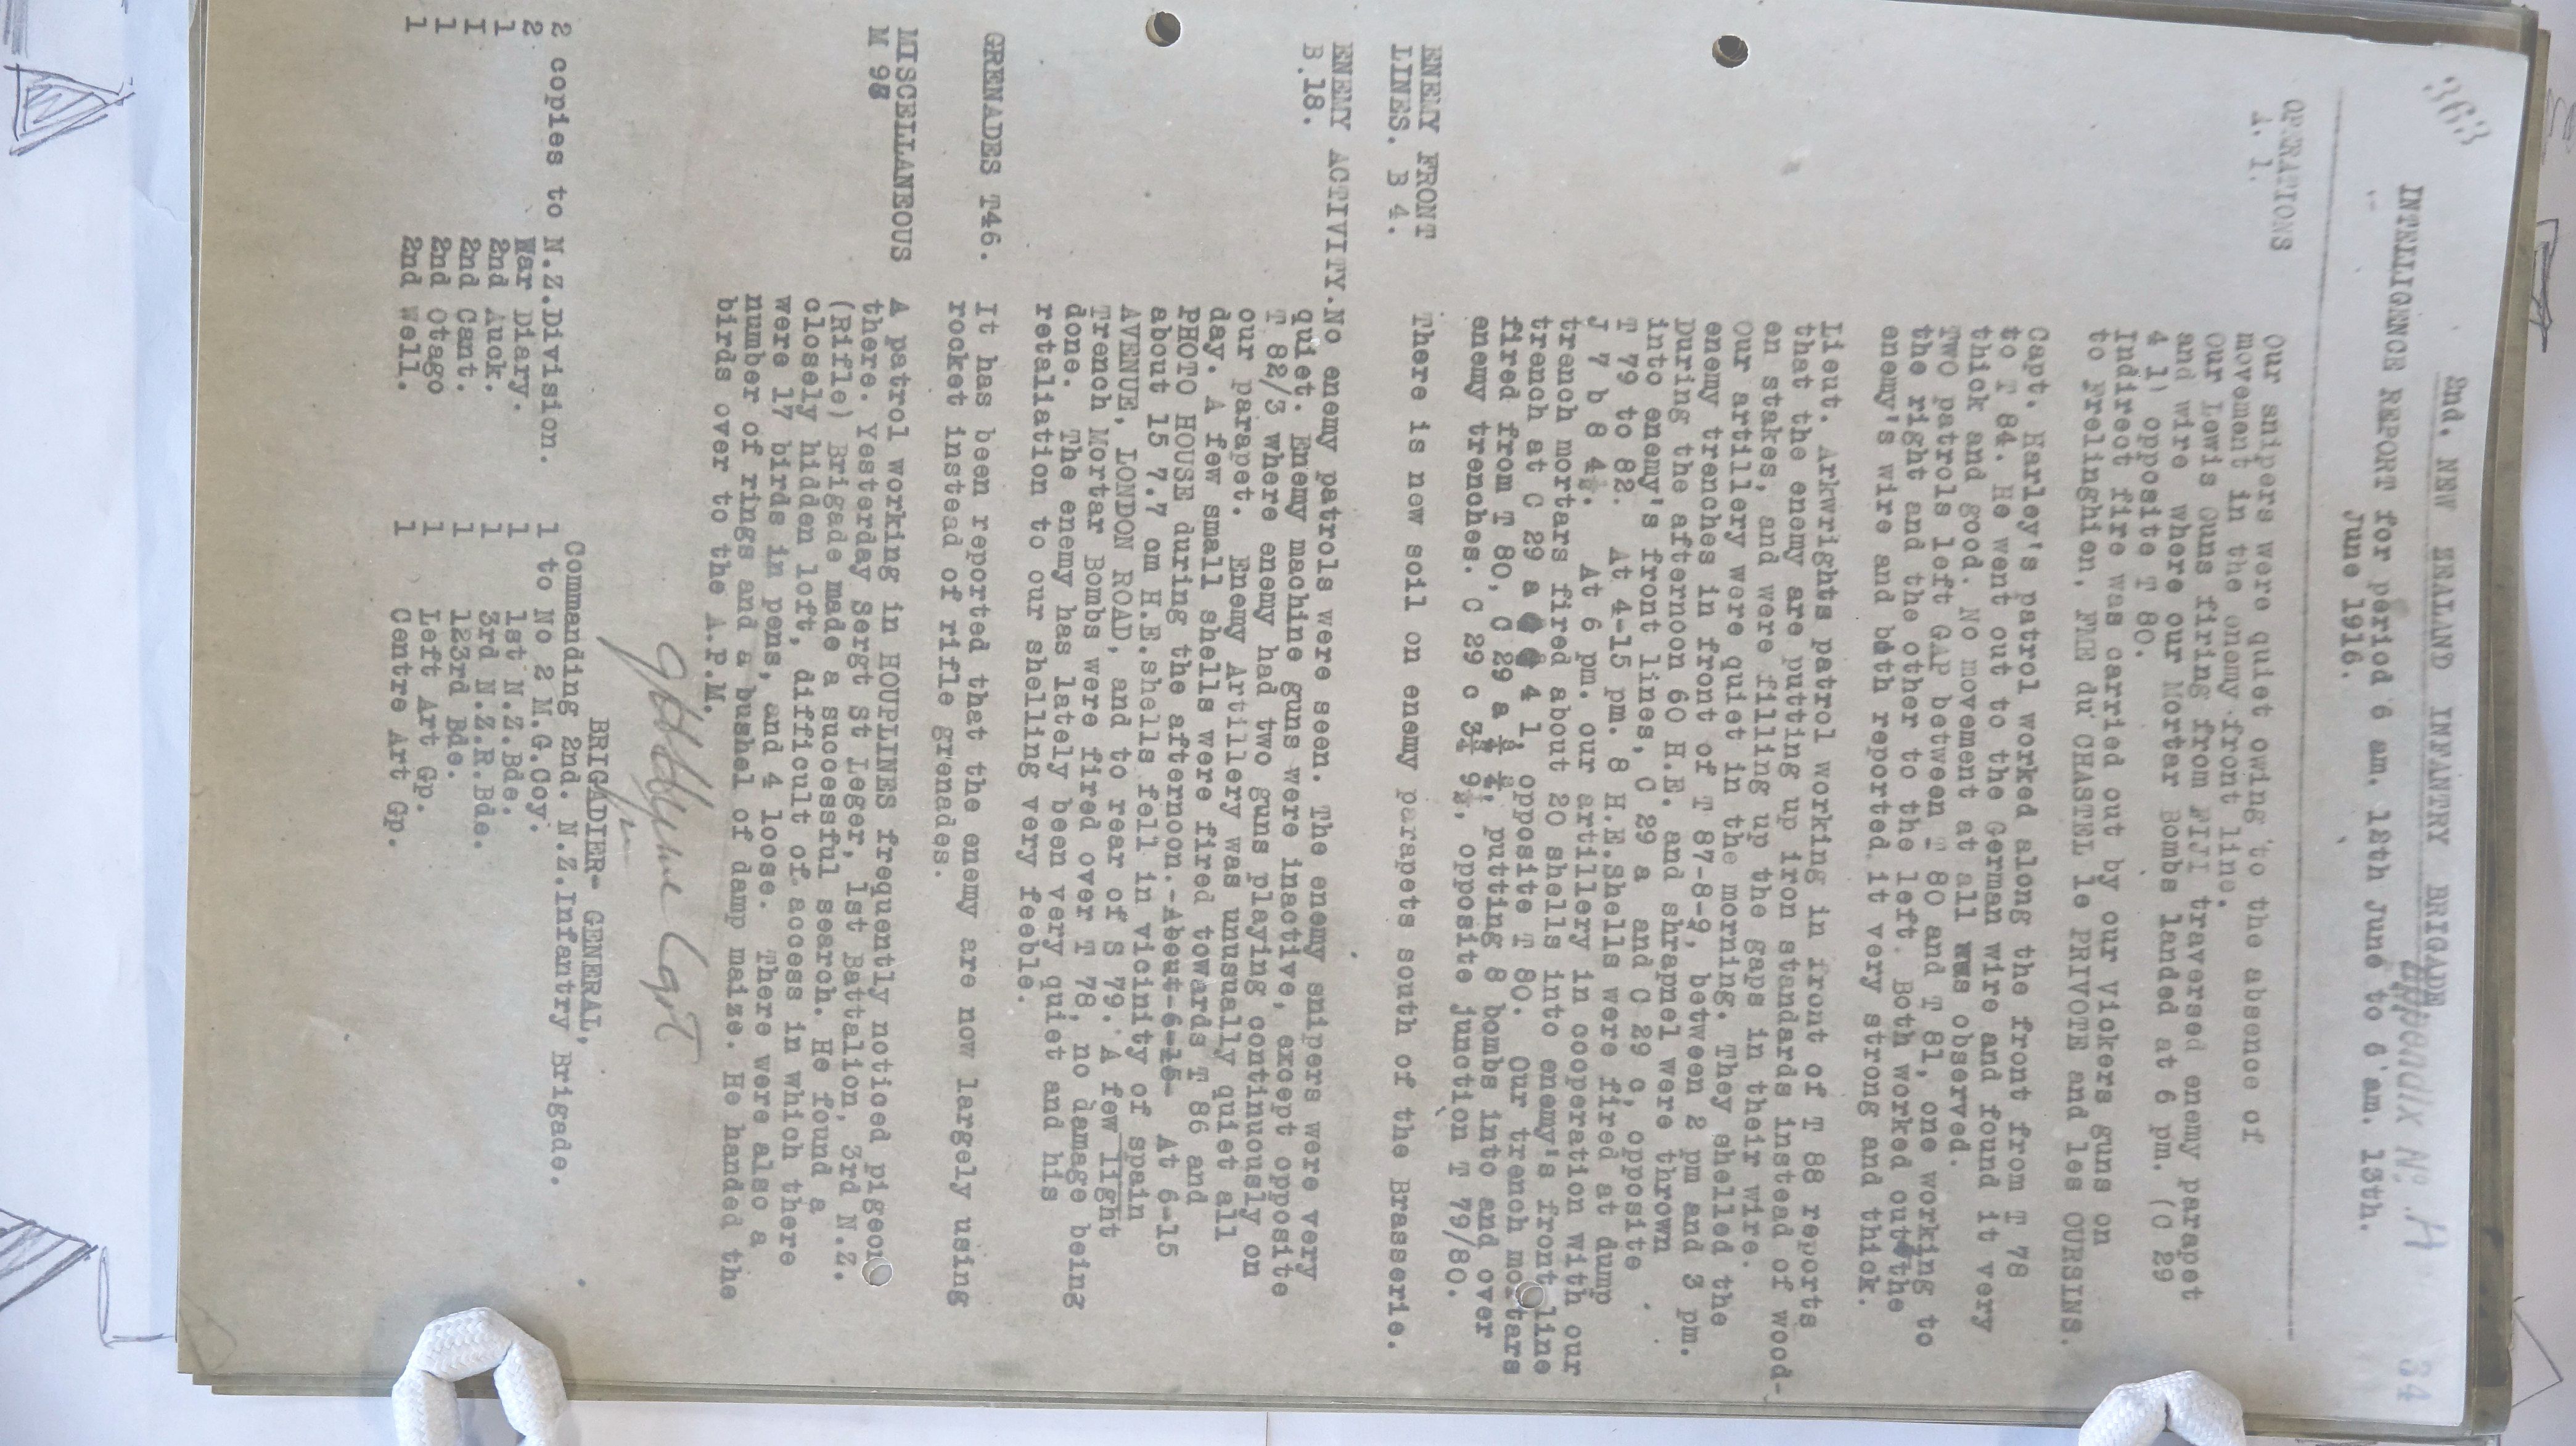 363
Appendix No. A 34
2nd. NEW ZEALAND INFANTRY BRIGADE
INTELLIGENCE REPORT for period 6 am. 12th June to 6 am. 13th.
June 1916.
OPERATIONS
A. 1.
Our snipers were quiet owing to the absence of
movement in the enemy front line.
Our Lewis Guns firing from FIJI traversed enemy parapet
and wire where our Mortar Bombs landed at 6 pm. (C 29
4 1) opposite T 80.
Indirect fire was carried out by our Vickers guns on
to Frelinghien, FME du CHASTEL le PRIVOTE and les OURSINS.
Capt. Farley's patrol worked along the front from T 78
to T 84. He went out to the German wire and found it very
thick and good. No movement at all was observed.
Two patrols left GAP between T 80 and T 81, one working to
the right and the other to the left. Both worked out the
enemy's wire and both reported it very strong and thick.
Lieut. Arkwrights patrol working in front of T 88 reports
that the enemy are putting up iron standards instead of wood-
en stakes, and were filling up the gaps in their wire.
Our artillery were quiet in the morning. They shelled the
enemy trenches in front of T 87-8-9, between 2 pm and 3 pm.
During the afternoon 60 H.E. and shrapnel were thrown
into enemy's front lines, C 29 a and C 29 c, opposite
T 79 to 82. At 4-15 pm. 8 H.E.shells were fired at dump
J 7 b 8 4½. At 6 pm. our artillery in cooperation with our
trench mortars fired about 20 shells into enemy's front line
trench at C 29 a 4 1, opposite T 80. Our trench mortars
fired from T 80, C 29 a putting 8 bombs into and over
enemy trenches. C 29 c 3¾ 9½, opposite junction T 79/80.
ENEMY FRONT
LINES. B 4.
There is new soil on enemy parapets south of the Brasserie.
ENEMY ACTIVITY. No enemy patrols were seen. The enemy snipers were very
B.18.
quiet. Enemy machine guns were inactive, except opposite
T 82/3 where enemy had two guns playing continuously on
our parapet. Enemy Artillery was unusually quiet all
day. A few small shells were fired towards T 86 and
PHOTO HOUSE during the afternoon.-About-6-15- At 6-15
about 15 7.7 cm H.E.shells fell in vicinity of spain
AVENUE, LONDON ROAD, and to rear of S 79. A few light
Trench Mortar Bombs were fired over T 78, no damage being
done. The enemy has lately been very quiet and his
retaliation to our shelling very feeble.
GRENADES T46. It has been reported that the enemy are now largely using
rocket instead of rifle grenades.
MISCELLANEOUS
M 98
A patrol working in HOUPLINES frequently noticed pigeon
there. Yesterday Sergt St Leger, 1st Battalion, 3rd N.Z.
(Rifle) Brigade made a successful search. He found a
closely hidden loft, difficult of access in which there
were 17 birds in pens, and 4 loose. There were also a
number of rings and a bushel of damp maize. He handed the
birds over to the A.P.M.
Capt
BRIGADIER- GENERAL,
Commanding 2nd. N.Z.Infantry Brigade.
2 copies to N.Z.Division. 1 to No 2 M.G.Coy.
2 War Diary. 1 1st N.Z. Bde.
1 2nd Auck. 1 3rd N.Z.R.Bde.
1 2nd Cant. 1 123rd Bde.
1 2nd Otago 1 Left Art Gp.
1 2nd Well. 1 Centre Art Gp.